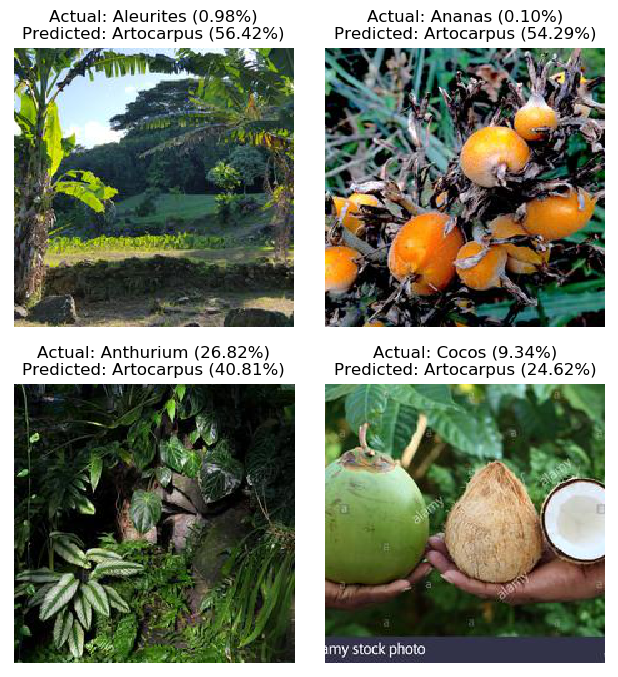 Actual: Aleurites (0.98%)
Predicted: Artocarpus (56.42%)
Actual: Ananas (0.10%)
Predicted: Artocarpus (54.29%)
Actual: Anthurium (26.82%)
Predicted: Artocarpus (40.81%)
Actual: Cocos (9.34%)
Predicted: Artocarpus (24.62%)
a
a
a
alamy
alamy
a
a
alamy
a
a
amy stock photo